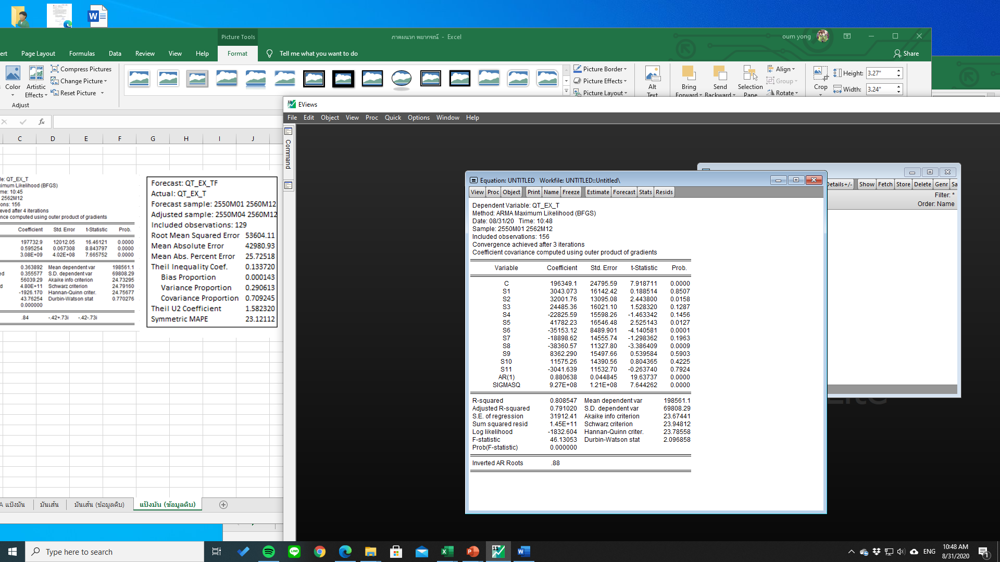 Picture Tools
ภาคผนวก พยากรณ์ - Excel
oum yong
ert Page Layout Formulas Data Review View Help Format Tell me what you want to do
Share
Color
Artistic Effects
Compress Pictures
Change Picture
Reset Picture
Adjust
Picture Border
Picture Effects
Picture Layout
Alt Text
Bring Forward
Send Backward
Selection Pane
Align
Group
Rotate
Crop
Height: 3.27"
Width: 3.24"
fx
C D E F G H I J
le: QT_EX_T
ximum Likelihood (BFGS)
me: 10:45
2562M12
ons: 156
eved after 4 iterations
nce computed using outer product of gradients
Coefficient Std. Error t-Statistic Prob.
197732.9 12012.05 16.46121 0.0000
0.595254 0.067308 8.843797 0.0000
3.08E+09 4.02E+08 7.665752 0.0000
0.363892 Mean dependent var 198561.1
ed 0.355577 S.D. dependent var 69808.29
56039.29 Akaike info criterion 24.73295
d 4.80E+11 Schwarz criterion 24.79160
-1926.170 Hannan-Quinn criter. 24.75677
43.76254 Durbin-Watson stat 0.770276
0.000000
.84 -.42+.73i -.42-.73i
Forecast: QT_EX_TF
Actual: QT_EX_T
Forecast sample: 2550M01 2560M12
Adjusted sample: 2550M04 2560M12
Included observations: 129
Root Mean Squared Error 53604.11
Mean Absolute Error 42980.93
Mean Abs. Percent Error 25.72518
Theil Inequality Coef. 0.133720
Bias Proportion 0.000143
Variance Proportion 0.290613
Covariance Proportion 0.709245
Theil U2 Coefficient 1.582320
Symmetric MAPE 23.12112
EViews
File Edit Object View Proc Quick Options Window Help
Command
Details+/- Show Fetch Store Delete Genr Sa
Filter: *
Order: Name
Equation: UNTITLED Workfile: UNTITLED::Untitled\
View Proc Object Print Name Freeze Estimate Forecast Stats Resids
Dependent Variable: QT_EX_T
Method: ARMA Maximum Likelihood (BFGS)
Date: 08/31/20 Time: 10:48
Sample: 2550M01 2562M12
Included observations: 156
Convergence achieved after 3 iterations
Coefficient covariance computed using outer product of gradients
Variable Coefficient Std. Error t-Statistic Prob.
C 196349.1 24795.59 7.918711 0.0000
S1 3043.073 16142.42 0.188514 0.8507
S2 32001.76 13095.08 2.443800 0.0158
S3 24485.36 16021.10 1.528320 0.1287
S4 -22825.59 15598.26 -1.463342 0.1456
S5 41782.23 16546.48 2.525143 0.0127
S6 -35153.12 8489.901 -4.140581 0.0001
S7 -18898.62 14555.74 -1.298362 0.1963
S8 -38360.57 11327.80 -3.386409 0.0009
S9 8362.290 15497.66 0.539584 0.5903
S10 11575.26 14390.56 0.804365 0.4225
S11 -3041.639 11532.70 -0.263740 0.7924
AR(1) 0.880638 0.044845 19.63737 0.0000
SIGMASQ 9.27E+08 1.21E+08 7.644262 0.0000
R-squared 0.808547 Mean dependent var 198561.1
Adjusted R-squared 0.791020 S.D. dependent var 69808.29
S.E. of regression 31912.41 Akaike info criterion 23.67441
Sum squared resid 1.45E+11 Schwarz criterion 23.94812
Log likelihood -1832.604 Hannan-Quinn criter. 23.78558
F-statistic 46.13053 Durbin-Watson stat 2.096858
Prob(F-statistic) 0.000000
Inverted AR Roots .88
A แป้งมัน มันเส้น มันเส้น (ข้อมูลดิบ) แป้งมัน (ข้อมูลดิบ)
Type here to search
ENG
10:48 AM
8/31/2020
1